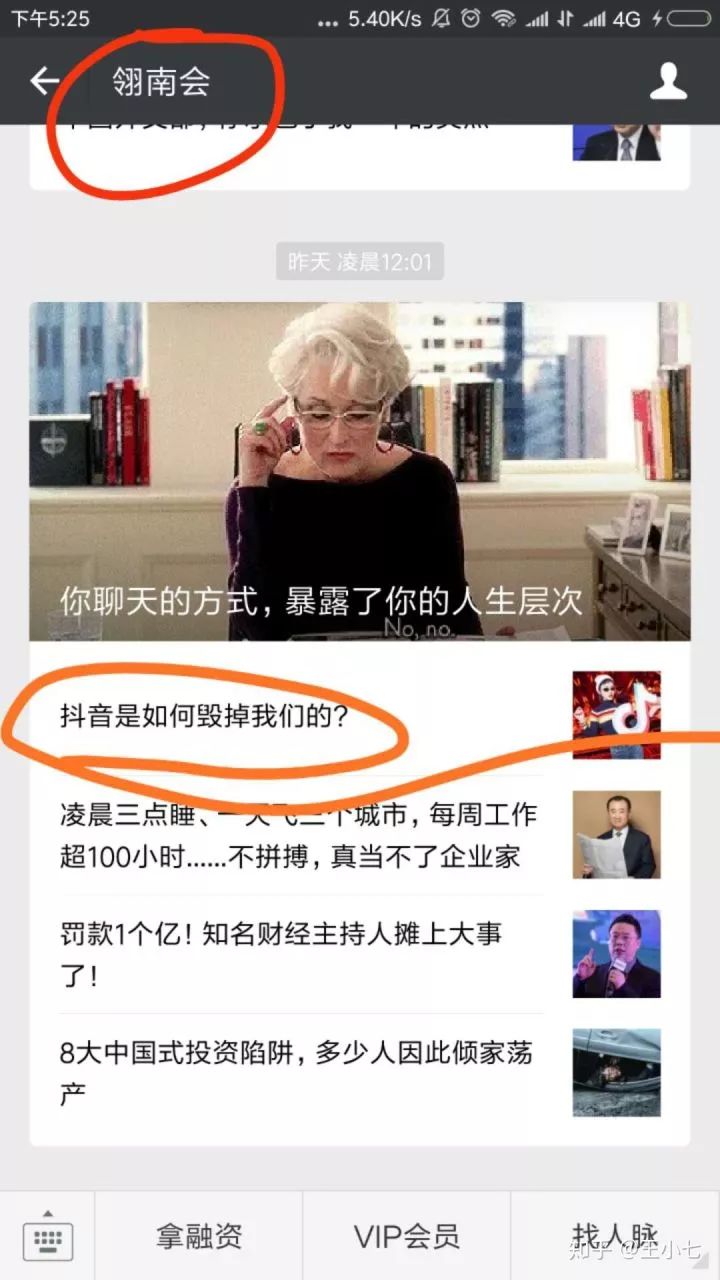 下午5:25
... 5.40K/s 4G
翎南会
昨天 凌晨12:01
你聊天的方式，暴露了你的人生层次
No, no.
抖音是如何毁掉我们的？
凌晨三点睡、一天飞三个城市，每周工作
超100小时......不拼搏，真当不了企业家
罚款1个亿！知名财经主持人摊上大事
了！
8大中国式投资陷阱，多少人因此倾家荡
产
拿融资
VIP会员
找人脉
知乎 @王小七